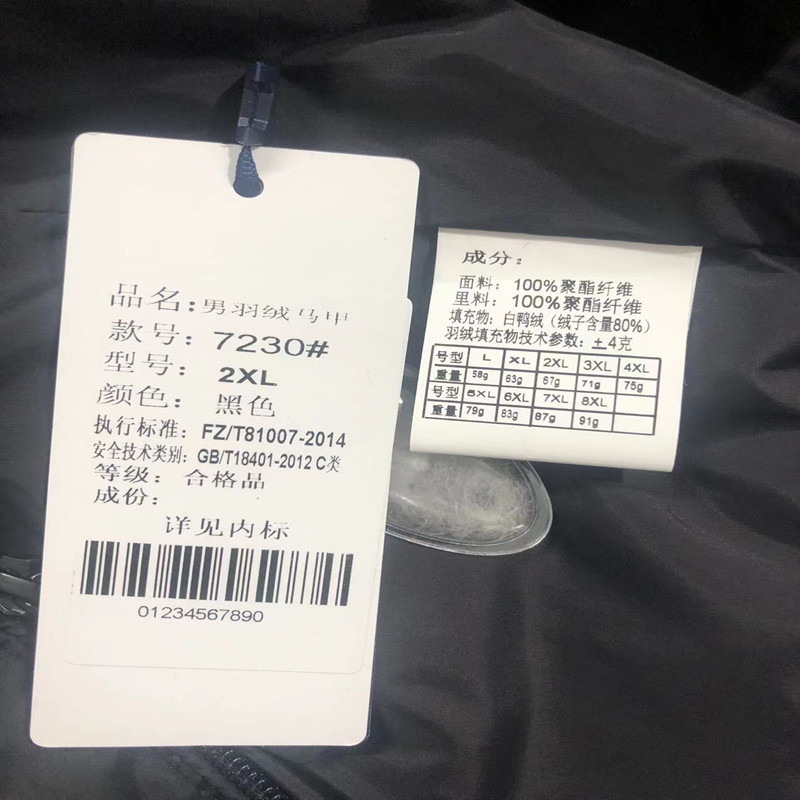 品名:男羽绒马甲
款号: 7230#
型号: 2XL
颜色: 黑色
执行标准: FZ/T81007-2014
安全技术类别: GB/T18401-2012 C类
等级: 合格品
成份:
详见内标
01234567890
成分:
面料: 100%聚酯纤维
里料: 100%聚酯纤维
填充物: 白鸭绒 (绒子含量80%)
羽绒填充物技术参数: ±4克
号型 L XL 2XL 3XL 4XL
重量 58g 63g 67g 71g 75g
号型 5XL 6XL 7XL 8XL
重量 79g 83g 87g 91g